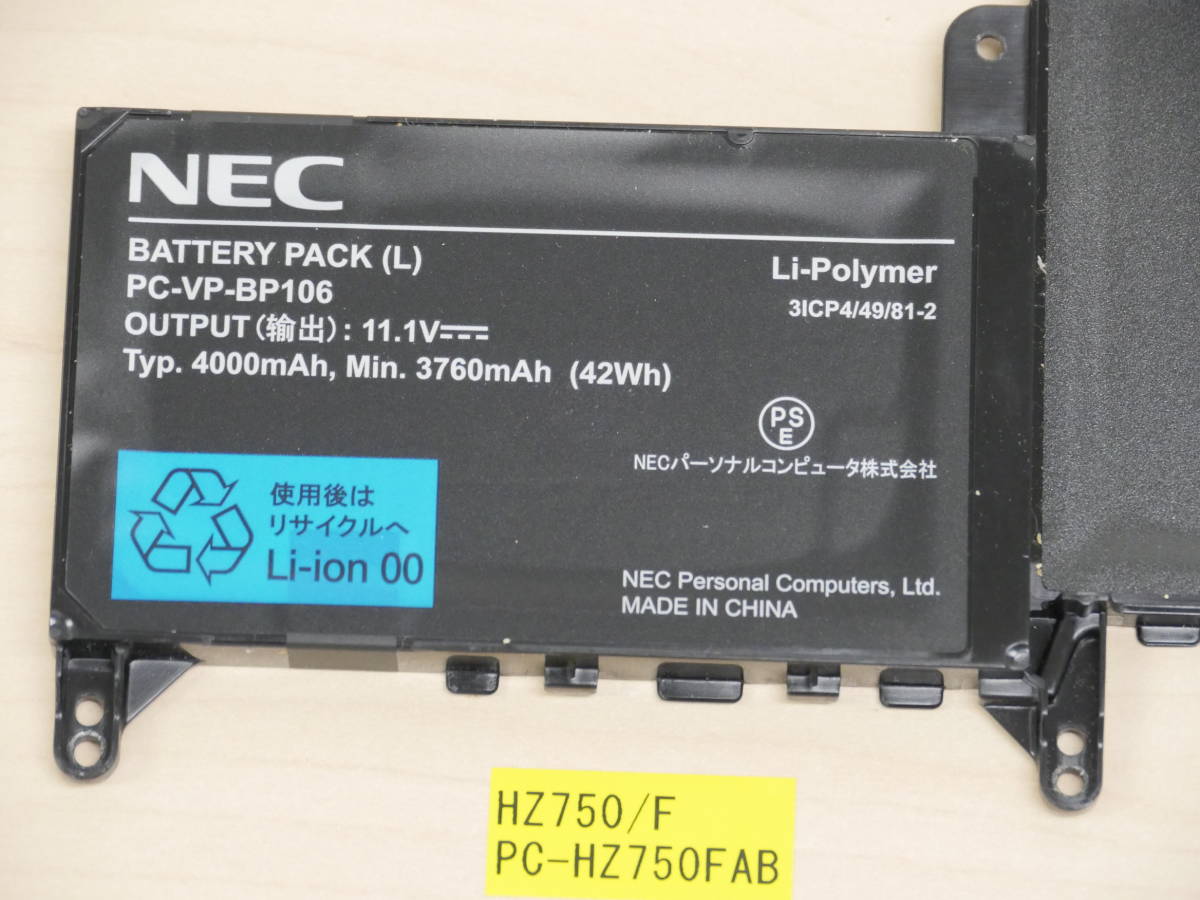 NEC
BATTERY PACK (L)
PC-VP-BP106
OUTPUT(输出): 11.1V
Typ. 4000mAh, Min. 3760mAh (42Wh)
Li-Polymer
3ICP4/49/81-2
PS
E
NECパーソナルコンピュータ株式会社
使用後は
リサイクルへ
Li-ion 00
NEC Personal Computers, Ltd.
MADE IN CHINA
HZ750/F
PC-HZ750FAB